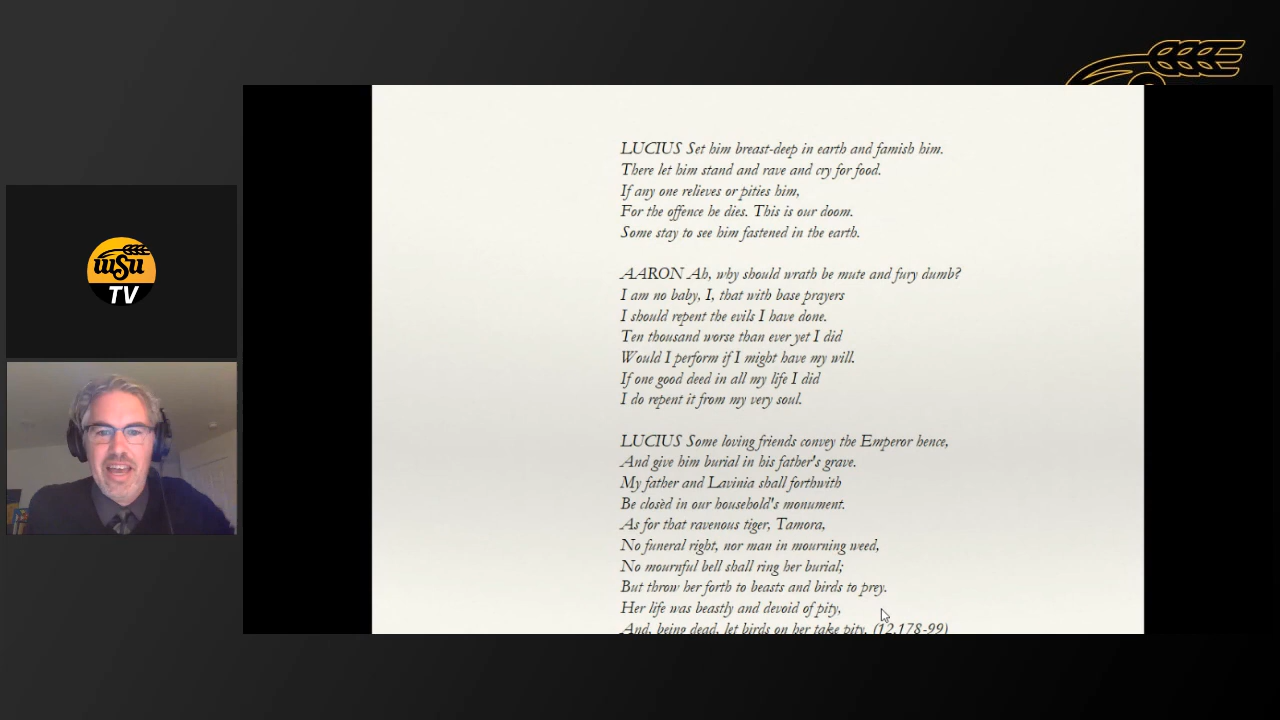 wsu
TV
LUCIUS Set him breast-deep in earth and famish him.
There let him stand and rave and cry for food.
If any one relieves or pities him,
For the offence he dies. This is our doom.
Some stay to see him fastened in the earth.
AARON Ah, why should wrath be mute and fury dumb?
I am no baby, I, that with base prayers
I should repent the evils I have done.
Ten thousand worse than ever yet I did
Would I perform if I might have my will.
If one good deed in all my life I did
I do repent it from my very soul.
LUCIUS Some loving friends convey the Emperor hence,
And give him burial in his father's grave.
My father and Lavinia shall forthwith
Be closèd in our household's monument.
As for that ravenous tiger, Tamora,
No funeral right, nor man in mourning weed,
No mournful bell shall ring her burial;
But throw her forth to beasts and birds to prey.
Her life was beastly and devoid of pity,
And, being dead, let birds on her take pity. (12.178-99)